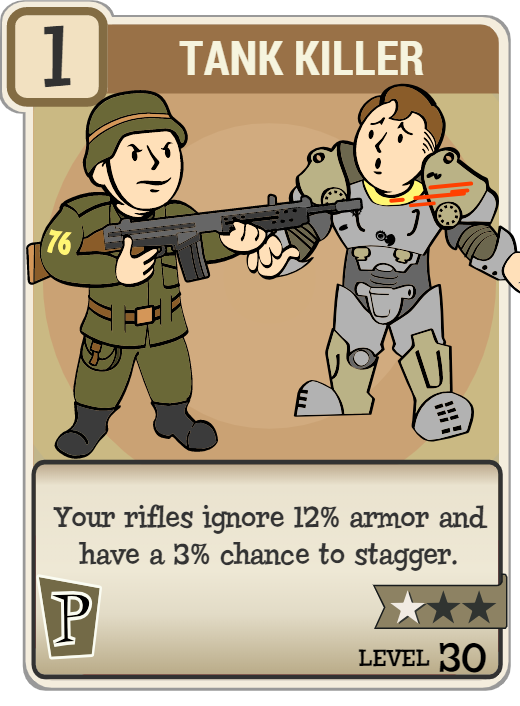 1
TANK KILLER
76
Your rifles ignore 12% armor and
have a 3% chance to stagger.
P
LEVEL 30